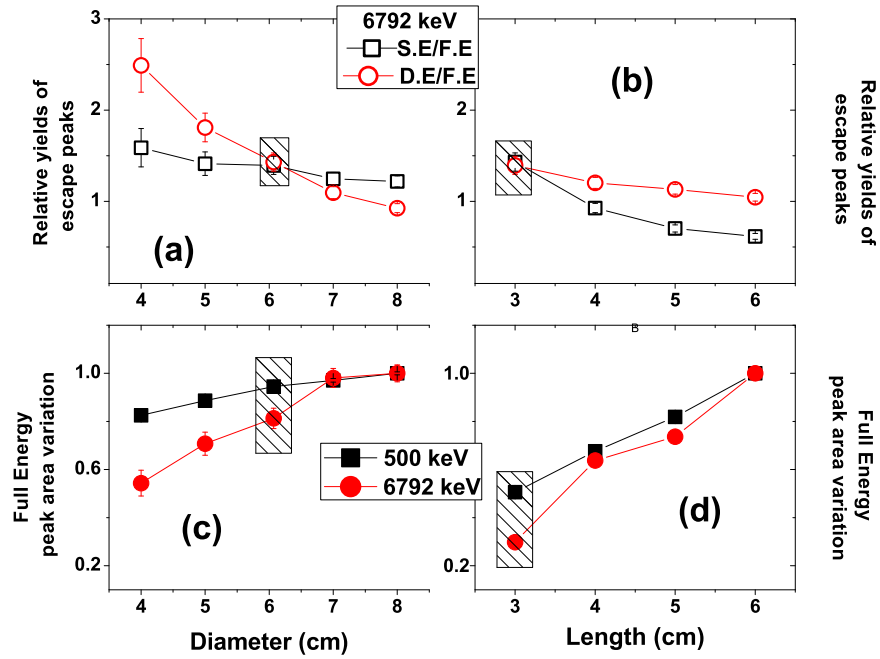 6792 keV
S.E/F.E
D.E/F.E
(a)
(b)
Relative yields of
escape peaks
3
2
1
4
5
6
7
8
2
1
3
4
5
6
Relative yields of
escape peaks
(c)
(d)
B
500 keV
6792 keV
Full Energy
peak area variation
1.0
0.6
0.2
4
5
6
7
8
Diameter (cm)
1.0
0.2
3
4
5
6
Length (cm)
Full Energy
peak area variation